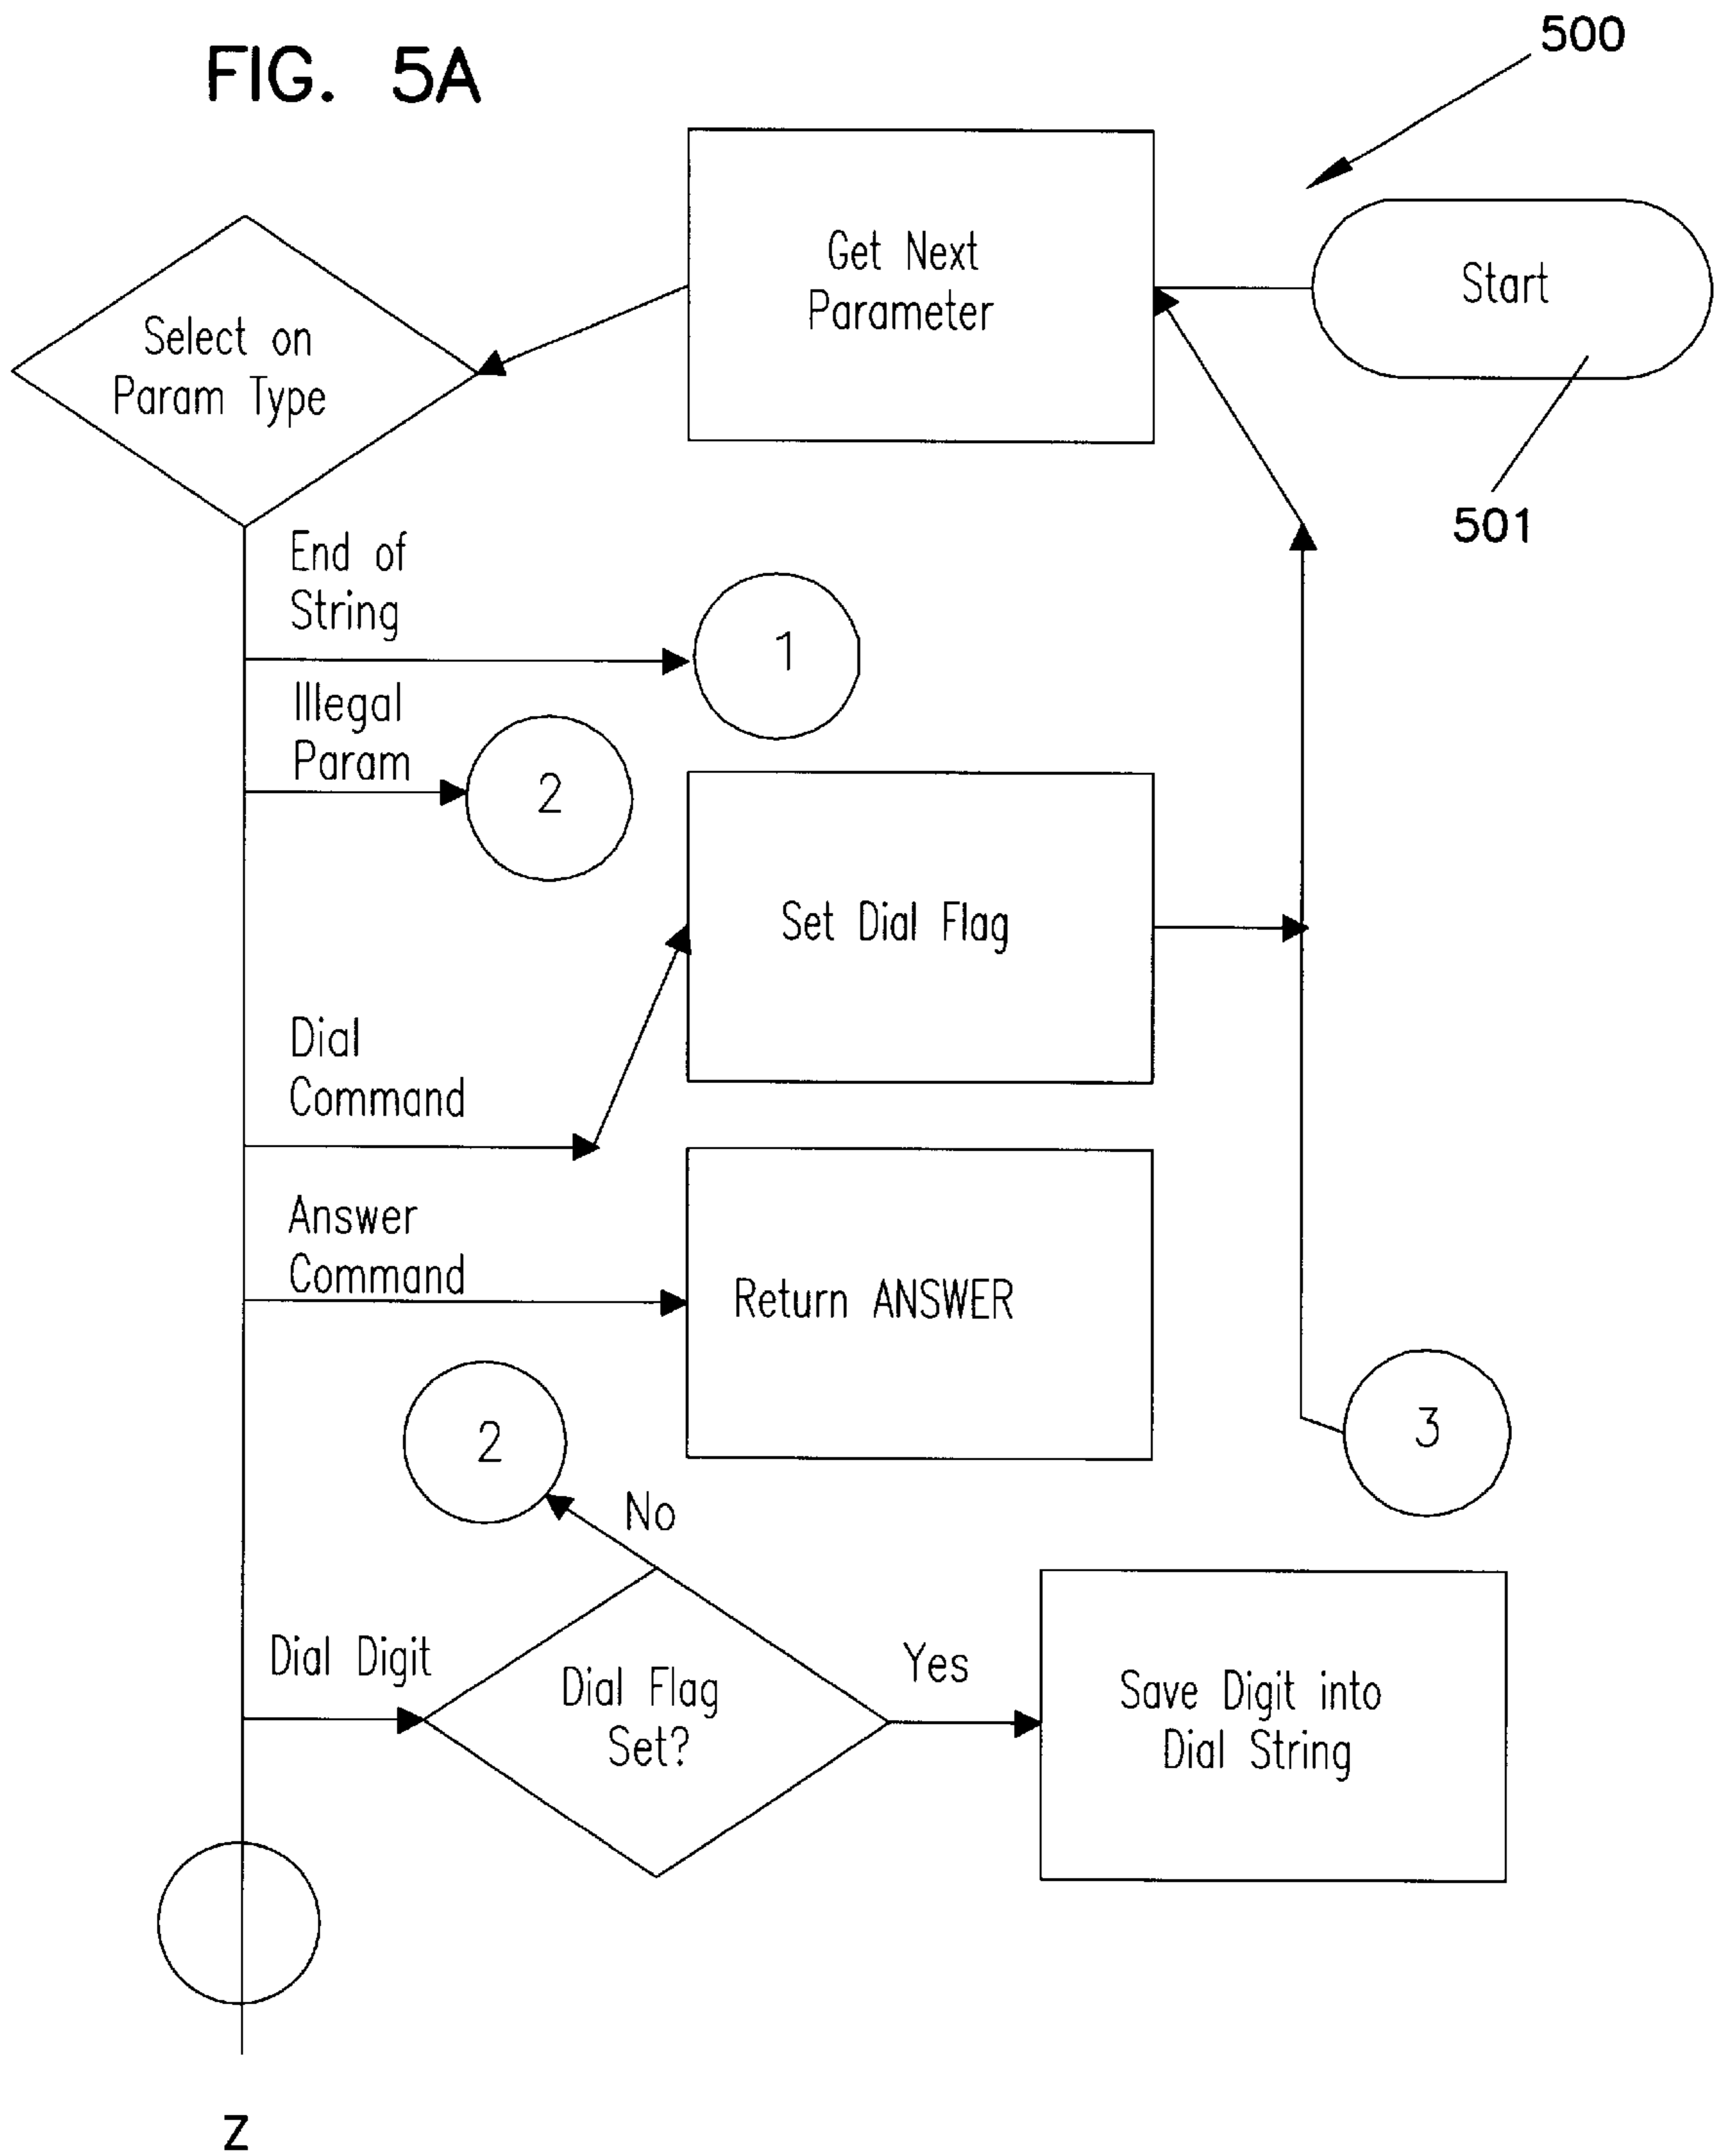 FIG. 5A
500
Get Next
Parameter
Start
501
Select on
Param Type
End of
String
1
Illegal
Param
2
Set Dial Flag
Dial
Command
Answer
Command
Return ANSWER
2
3
No
Dial Digit
Dial Flag
Set?
Yes
Save Digit into
Dial String
Z